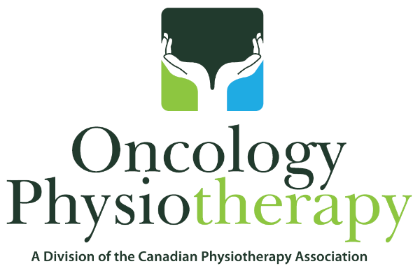 Oncology
Physiotherapy
A Division of the Canadian Physiotherapy Association